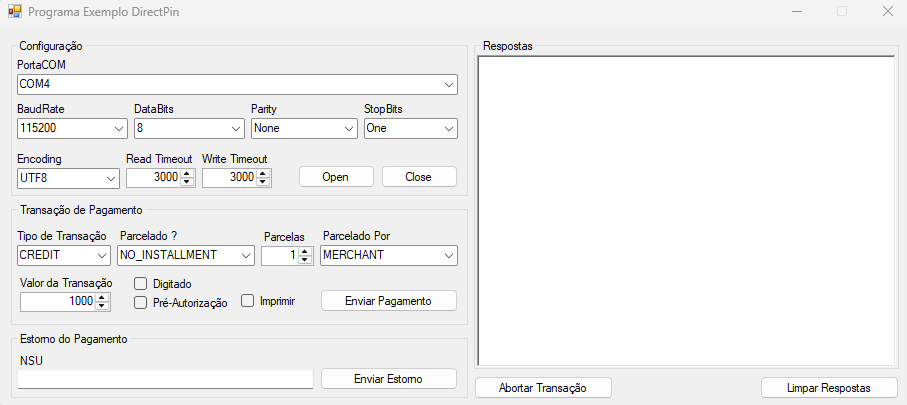 Programa Exemplo DirectPin
Configuração
PortaCOM
COM4
BaudRate DataBits Parity StopBits
115200 8 None One
Encoding Read Timeout Write Timeout
UTF8 3000 3000 Open Close
Transação de Pagamento
Tipo de Transação Parcelado ? Parcelas Parcelado Por
CREDIT NO_INSTALLMENT 1 MERCHANT
Valor da Transação Digitado
1000 Pré-Autorização Imprimir Enviar Pagamento
Estorno do Pagamento
NSU
Enviar Estorno
Respostas
Abortar Transação Limpar Respostas